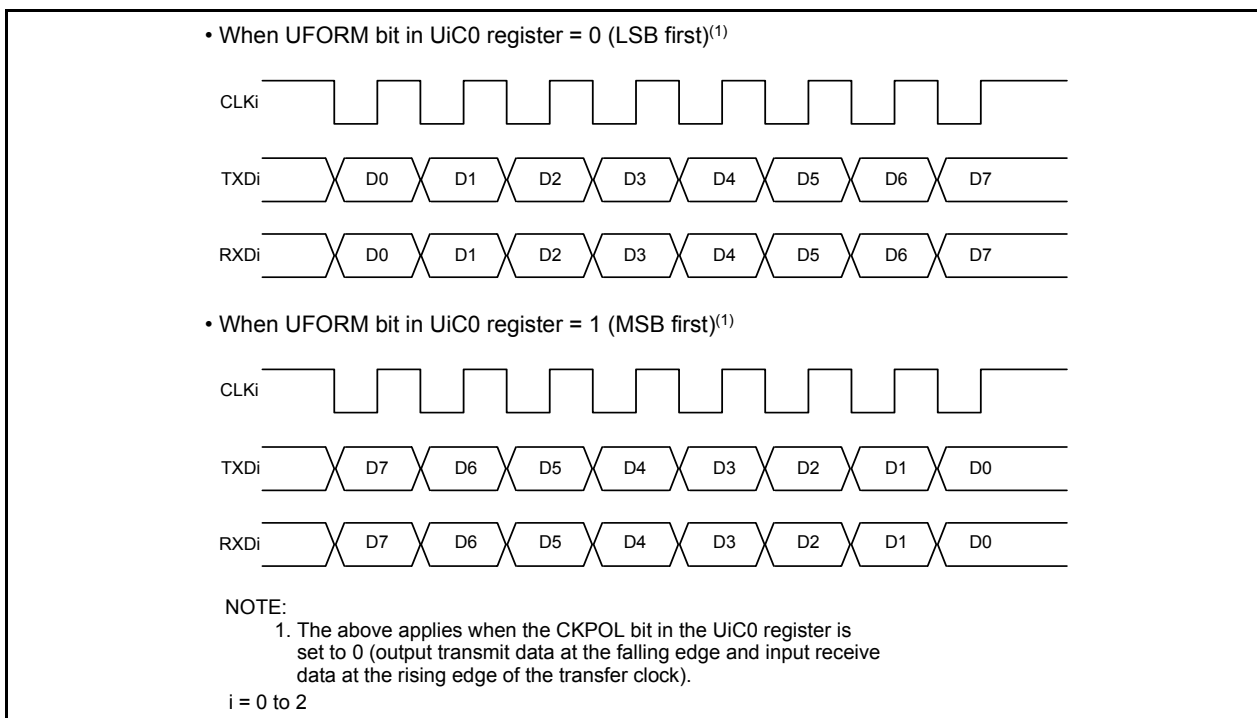 • When UFORM bit in UiC0 register = 0 (LSB first)(1)
CLKi
TXDi D0 D1 D2 D3 D4 D5 D6 D7
RXDi D0 D1 D2 D3 D4 D5 D6 D7
• When UFORM bit in UiC0 register = 1 (MSB first)(1)
CLKi
TXDi D7 D6 D5 D4 D3 D2 D1 D0
RXDi D7 D6 D5 D4 D3 D2 D1 D0
NOTE:
1. The above applies when the CKPOL bit in the UiC0 register is
set to 0 (output transmit data at the falling edge and input receive
data at the rising edge of the transfer clock).
i = 0 to 2